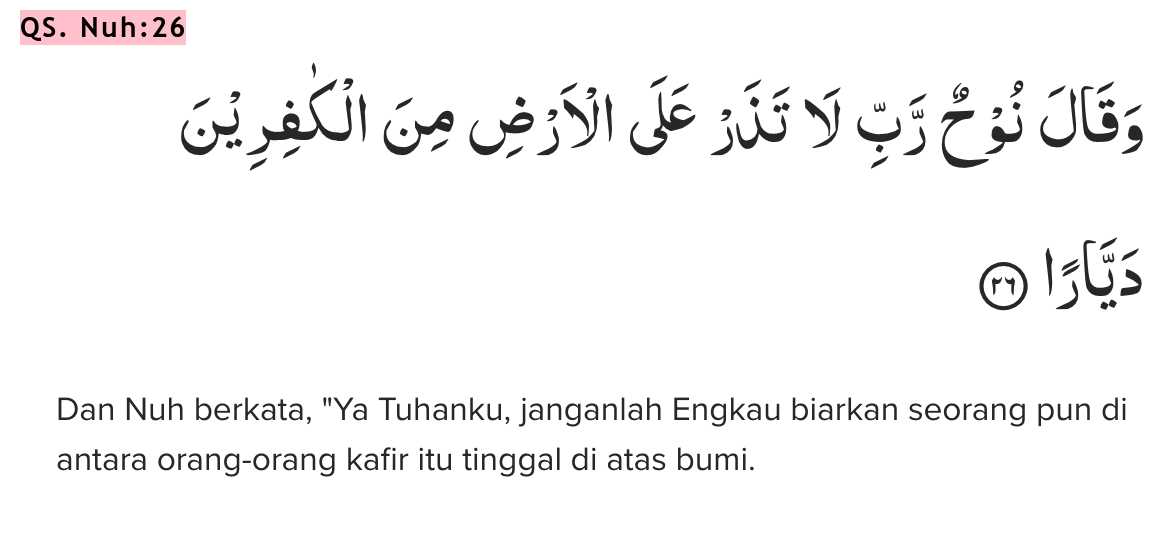 QS. Nuh:26
وَقَالَ نُوْحٌ رَّبِّ لَا تَذَرْ عَلَى الْاَرْضِ مِنَ الْكٰفِرِيْنَ
دَيَّارًا ٢٦
Dan Nuh berkata, "Ya Tuhanku, janganlah Engkau biarkan seorang pun di
antara orang-orang kafir itu tinggal di atas bumi.